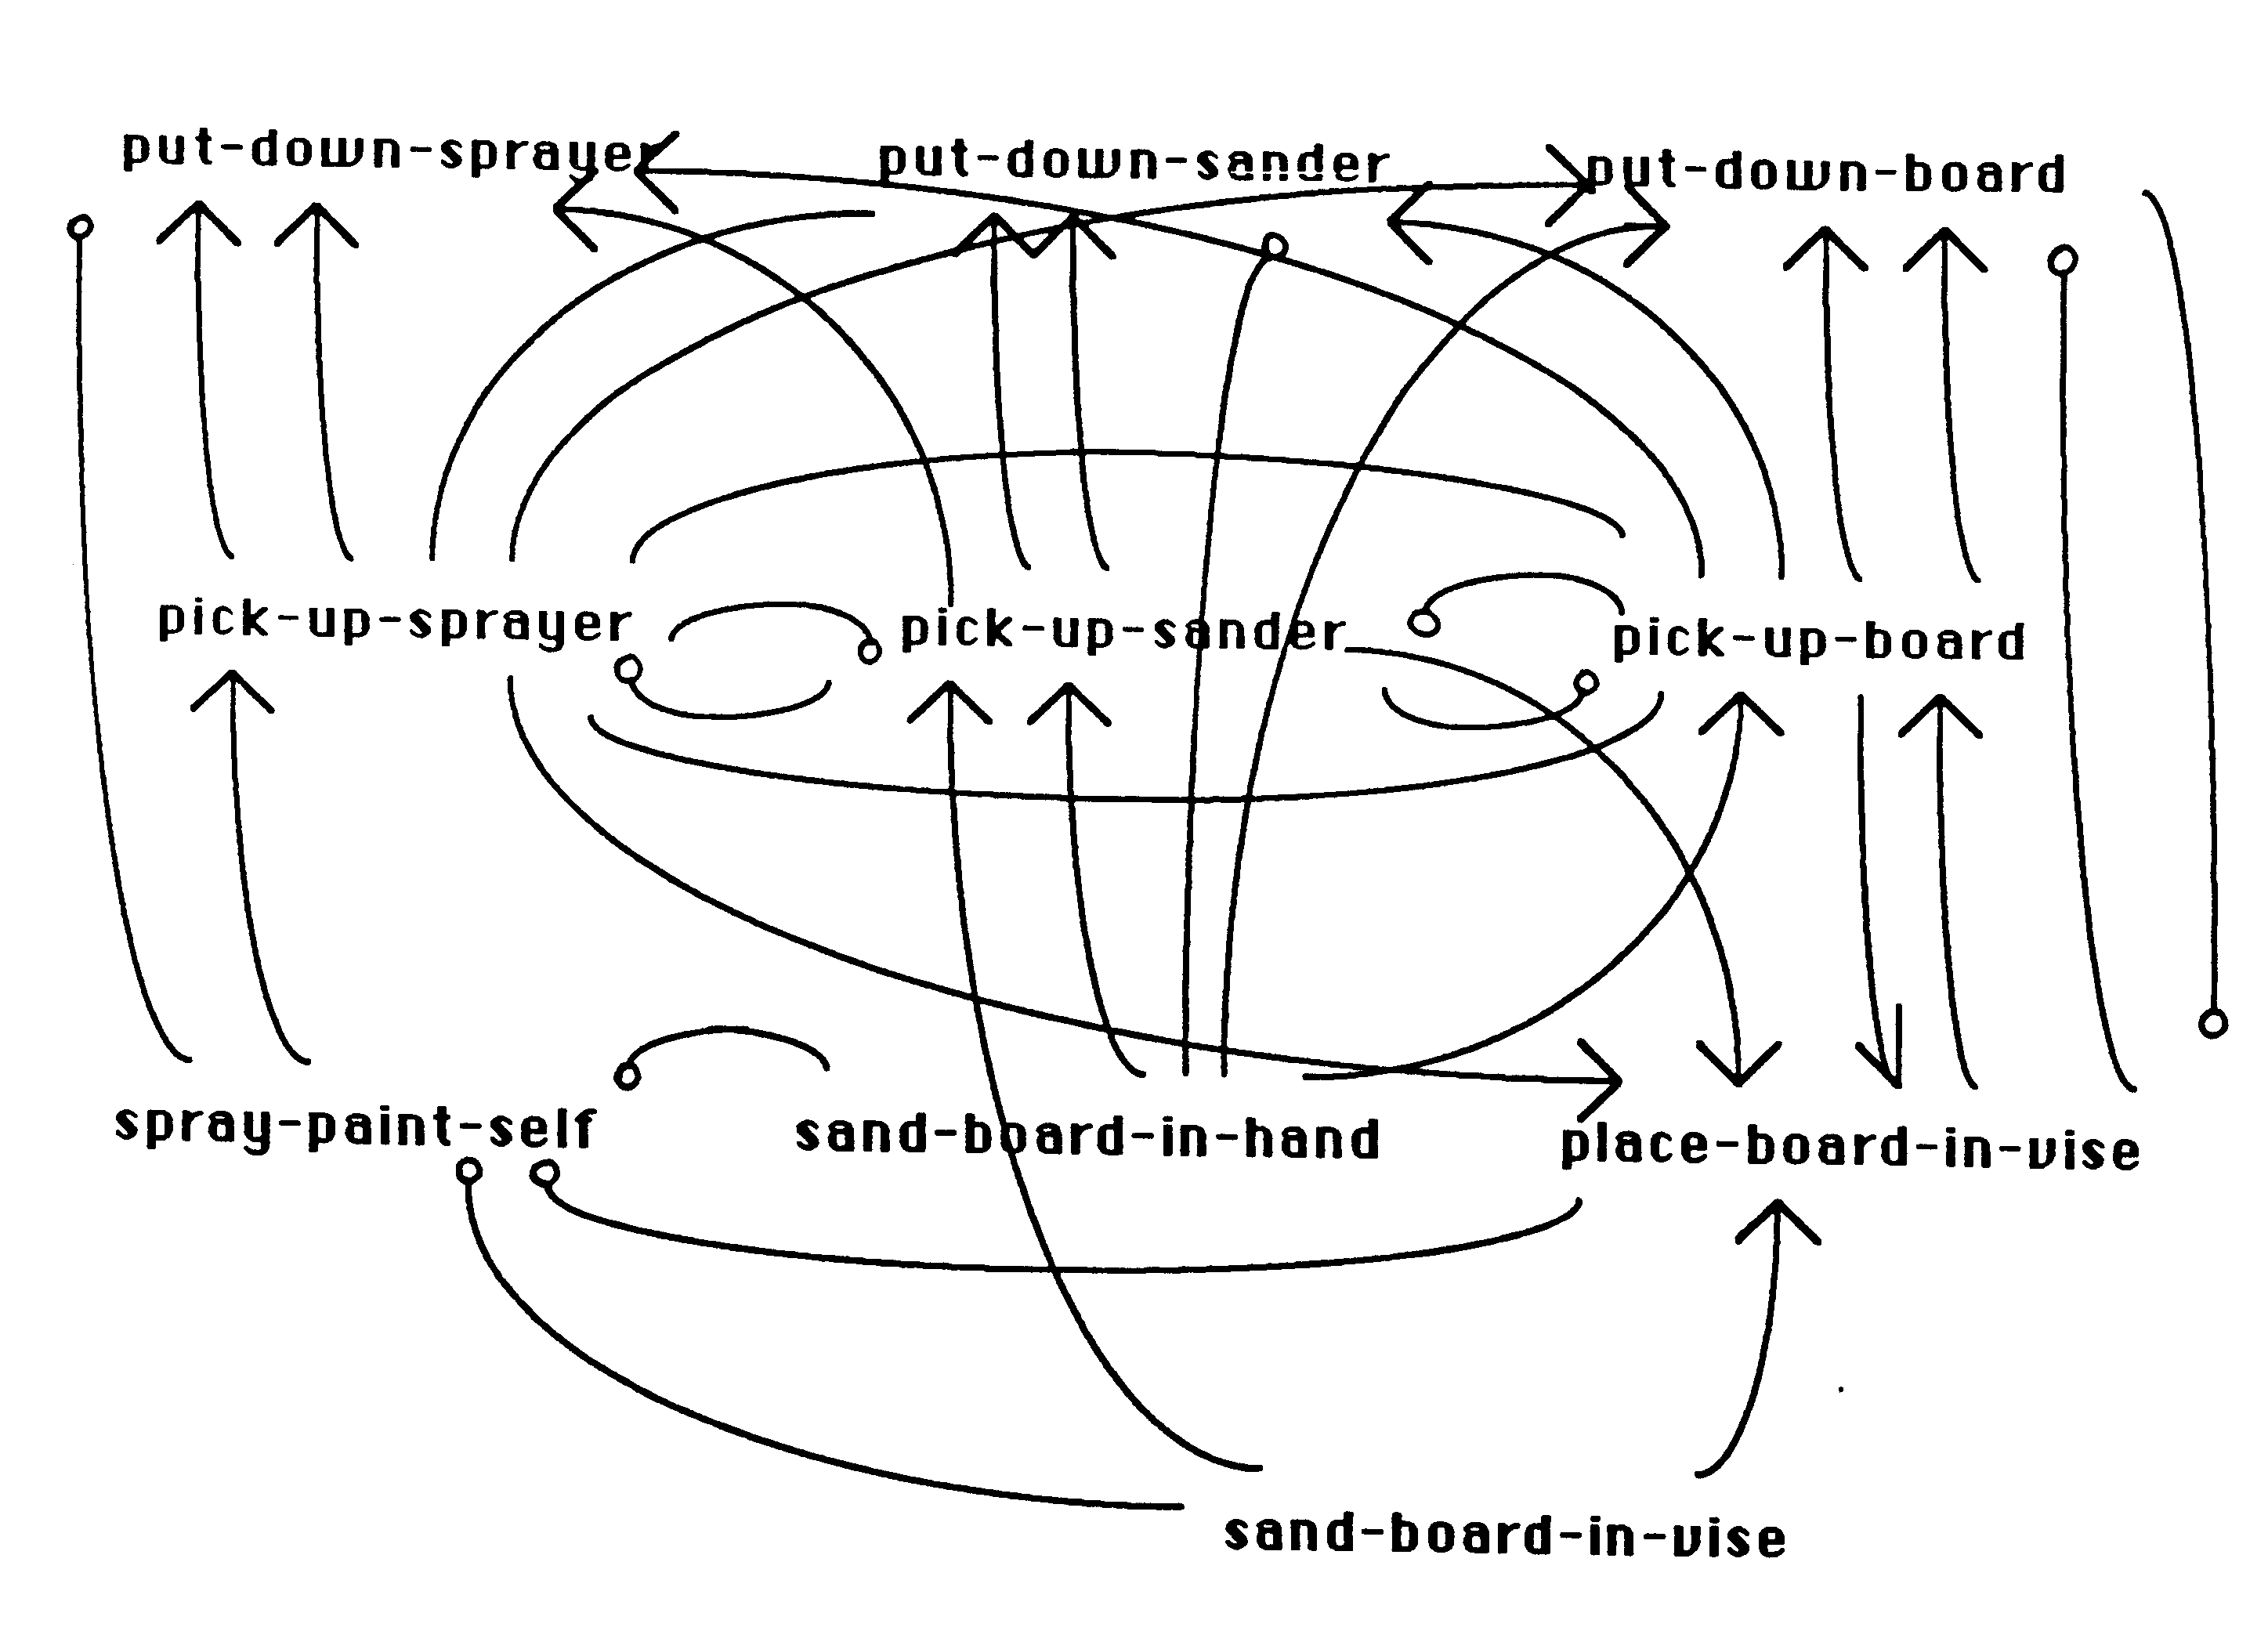 put-down-sprayer put-down-sander put-down-board
pick-up-sprayer pick-up-sander pick-up-board
spray-paint-self sand-board-in-hand place-board-in-vise
sand-board-in-vise